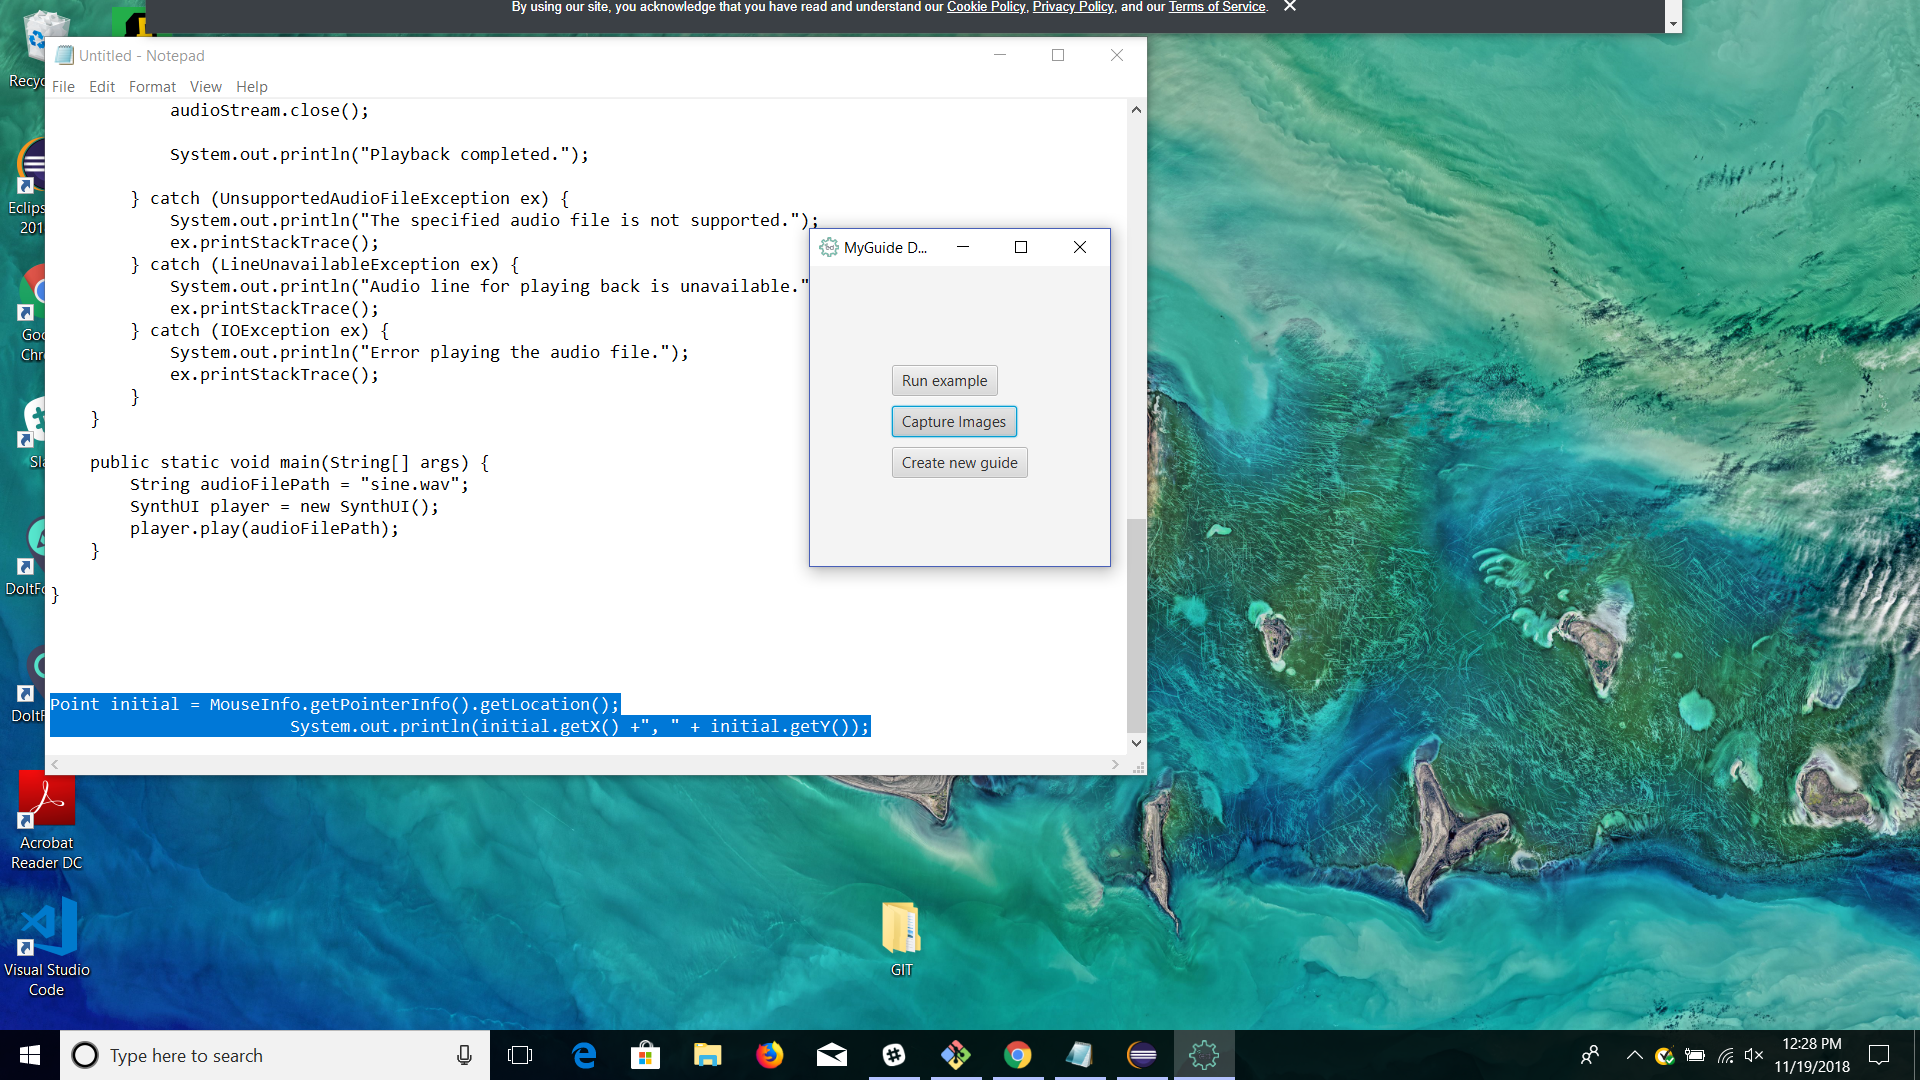 By using our site, you acknowledge that you have read and understand our Cookie Policy, Privacy Policy, and our Terms of Service.
Untitled - Notepad
File Edit Format View Help
audioStream.close();
System.out.println("Playback completed.");
} catch (UnsupportedAudioFileException ex) {
System.out.println("The specified audio file is not supported.");
ex.printStackTrace();
} catch (LineUnavailableException ex) {
System.out.println("Audio line for playing back is unavailable."
ex.printStackTrace();
} catch (IOException ex) {
System.out.println("Error playing the audio file.");
ex.printStackTrace();
}
}
public static void main(String[] args) {
String audioFilePath = "sine.wav";
SynthUI player = new SynthUI();
player.play(audioFilePath);
}
}
Point initial = MouseInfo.getPointerInfo().getLocation();
System.out.println(initial.getX() +", " + initial.getY());
MyGuide D...
Run example
Capture Images
Create new guide
Recyc
Eclips
201
Goo
Chr
Sla
DoItFo
DoItF
Acrobat
Reader DC
Visual Studio
Code
GIT
Type here to search
12:28 PM
11/19/2018